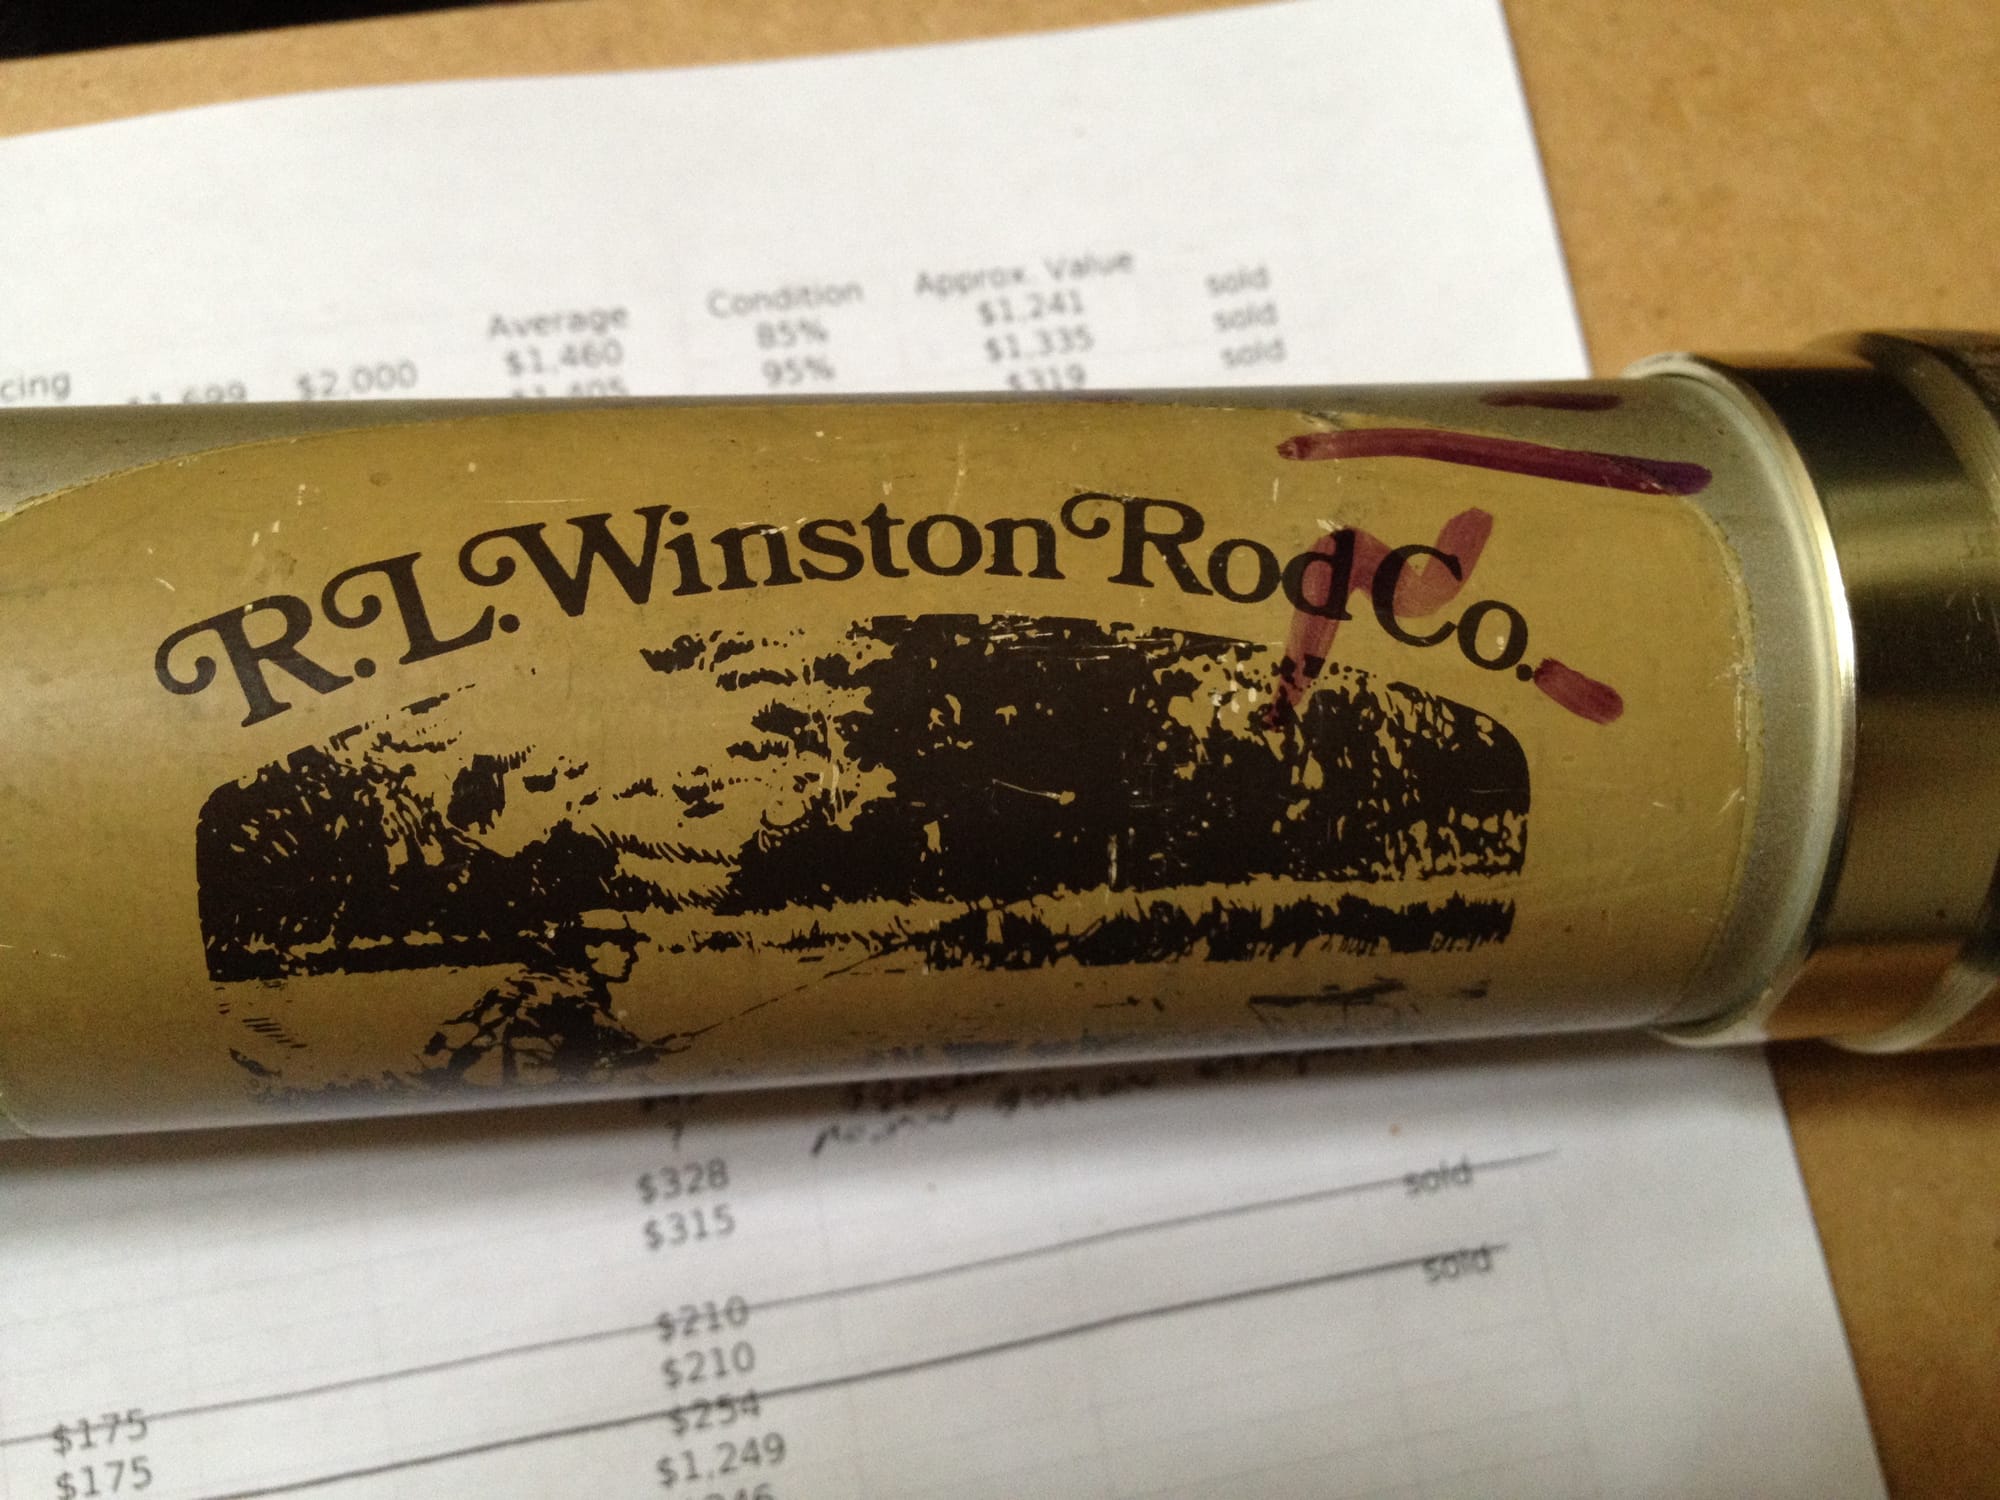 Average Condition Approx. Value sold
cing $2,000 $1,460 85% $1,241 sold
95% $1,335 sold
$319
R.L. Winston Rod Co.
$328
$315
sold
$210
$210
sold
$175 $254
$175 $1,249